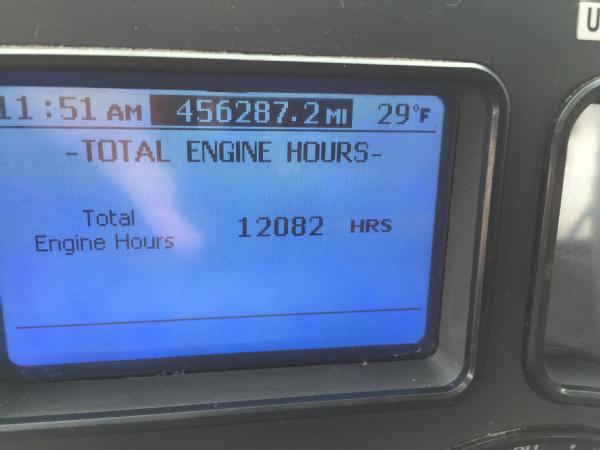 11:51 AM 456287.2 MI 29°F
-TOTAL ENGINE HOURS-
Total
Engine Hours 12082 HRS